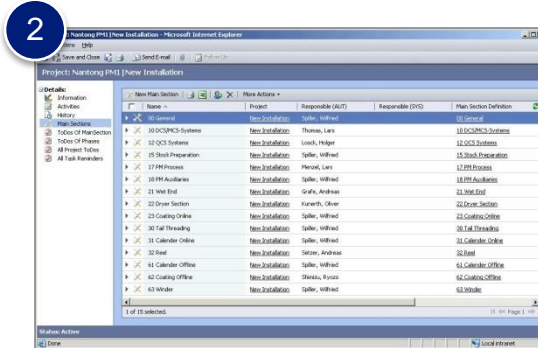 2
Nantong PM1|New Installation - Microsoft Internet Explorer
Help
Save and Close Send E-mail Follow Up
Project: Nantong PM1|New Installation
Details:
Information
Activities
History
Main Sections
ToDos Of MainSection
ToDos Of Phases
All Project ToDos
All Task Reminders
New Main Section More Actions
Name Project Responsible (AUT) Responsible (SYS) Main Section Definition
00 General New Installation Spiller, Wilfried 00 General
10 DCS/MCS-Systems New Installation Thomas, Lars 10 DCS/MCS-Systems
12 QCS Systems New Installation Loock, Holger 12 QCS Systems
15 Stock Preparation New Installation Spiller, Wilfried 15 Stock Preparation
17 PM Process New Installation Menzel, Lars 17 PM Process
18 PM Auxiliaries New Installation Spiller, Wilfried 18 PM Auxiliaries
21 Wet End New Installation Grafe, Andreas 21 Wet End
22 Dryer Section New Installation Kunerth, Oliver 22 Dryer Section
23 Coating Online New Installation Spiller, Wilfried 23 Coating Online
30 Tail Threading New Installation Spiller, Wilfried 30 Tail Threading
31 Calender Online New Installation Spiller, Wilfried 31 Calender Online
32 Reel New Installation Setzer, Andreas 32 Reel
61 Calender Offline New Installation Spiller, Wilfried 61 Calender Offline
62 Coating Offline New Installation Shimizu, Ryozo 62 Coating Offline
63 Winder New Installation Spiller, Wilfried 63 Winder
1 of 15 selected. Page 1
Status: Active
Done Local intranet